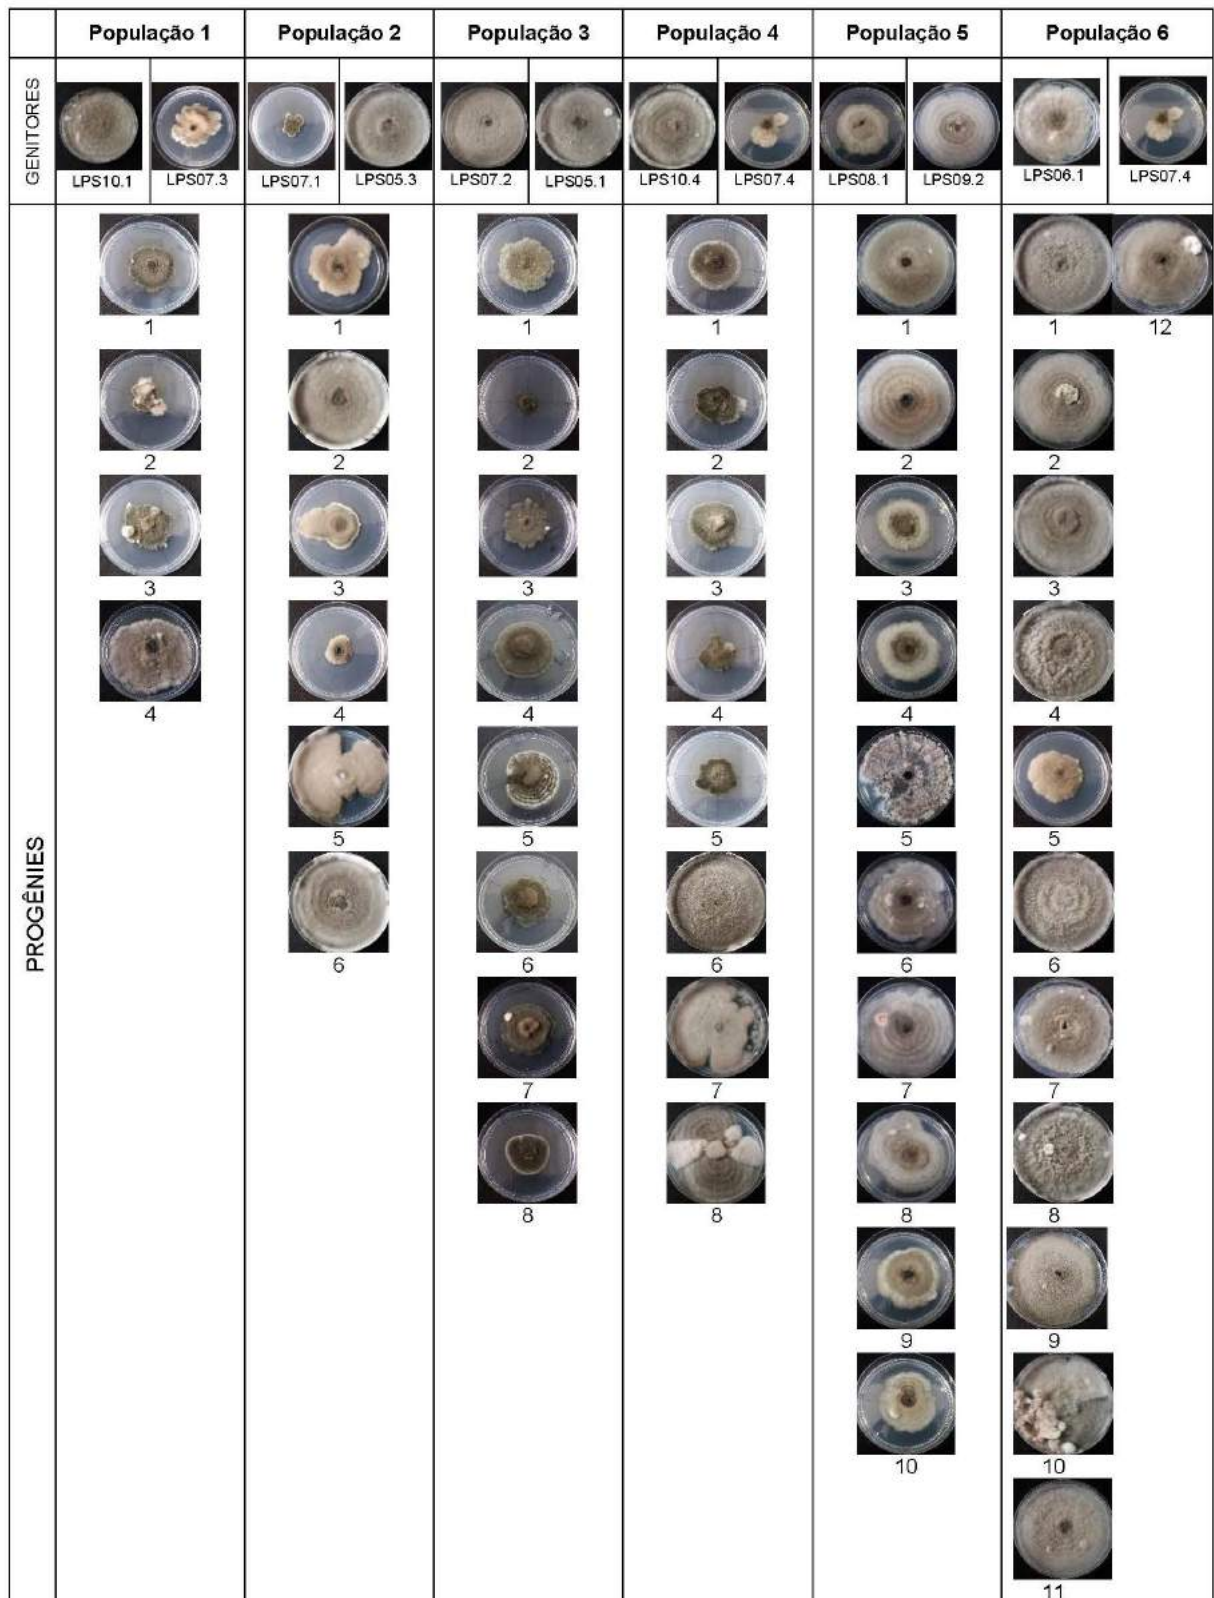 População 1 População 2 População 3 População 4 População 5 População 6
GENITORES
LPS10.1 LPS07.3 LPS07.1 LPS05.3 LPS07.2 LPS05.1 LPS10.4 LPS07.4 LPS08.1 LPS09.2 LPS06.1 LPS07.4
PROGÊNIES
1 1 1 1 1 1 12
2 2 2 2 2 2
3 3 3 3 3 3
4 4 4 4 4 4
5 5 5 5 5
6 6 6 6 6
7 7 7 7
8 8 8 8
9 9
10 10
11